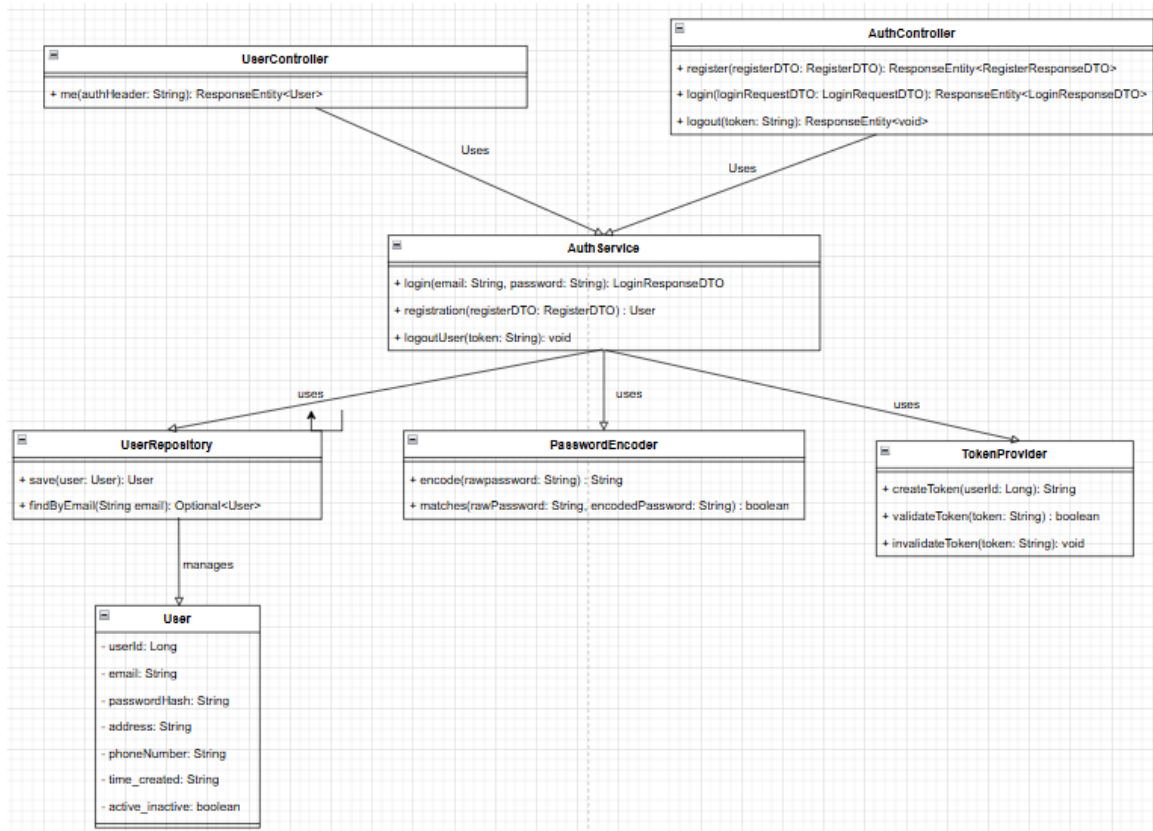 UserController
+ me(authHeader: String): ResponseEntity<User>
AuthController
+ register(registerDTO: RegisterDTO): ResponseEntity<RegisterResponseDTO>
+ login(loginRequestDTO: LoginRequestDTO): ResponseEntity<LoginResponseDTO>
+ logout(token: String): ResponseEntity<void>
Uses
Uses
AuthService
+ login(email: String, password: String): LoginResponseDTO
+ registration(registerDTO: RegisterDTO) : User
+ logoutUser(token: String): void
uses
uses
uses
UserRepository
+ save(user: User): User
+ findByEmail(String email): Optional<User>
PasswordEncoder
+ encode(rawpassword: String) : String
+ matches(rawPassword: String, encodedPassword: String) : boolean
TokenProvider
+ createToken(userId: Long): String
+ validateToken(token: String) : boolean
+ invalidateToken(token: String): void
manages
User
- userId: Long
- email: String
- passwordHash: String
- address: String
- phoneNumber: String
- time_created: String
- active_inactive: boolean